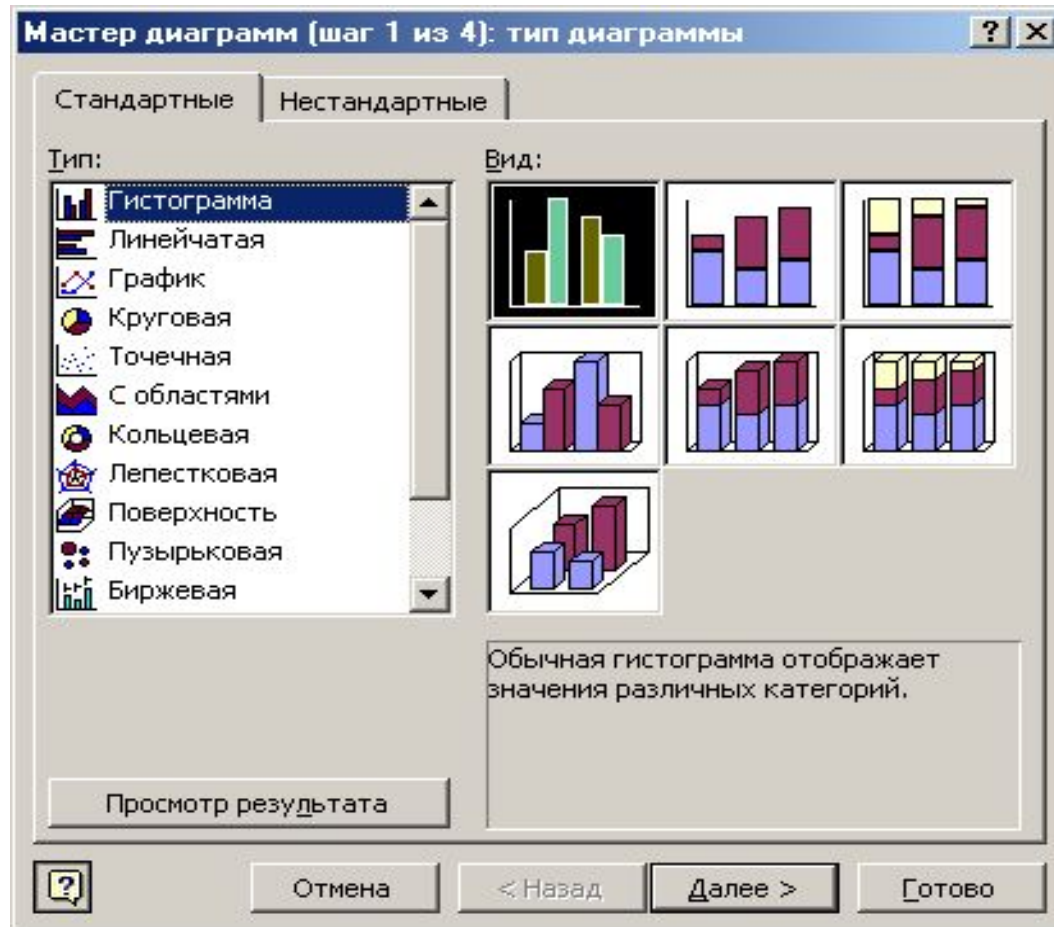 Мастер диаграмм (шаг 1 из 4): тип диаграммы
Стандартные
Нестандартные
Тип:
Гистограмма
Линейчатая
График
Круговая
Точечная
С областями
Кольцевая
Лепестковая
Поверхность
Пузырьковая
Биржевая
Вид:
Обычная гистограмма отображает
значения различных категорий.
Просмотр результата
Отмена
< Назад
Далее >
Готово